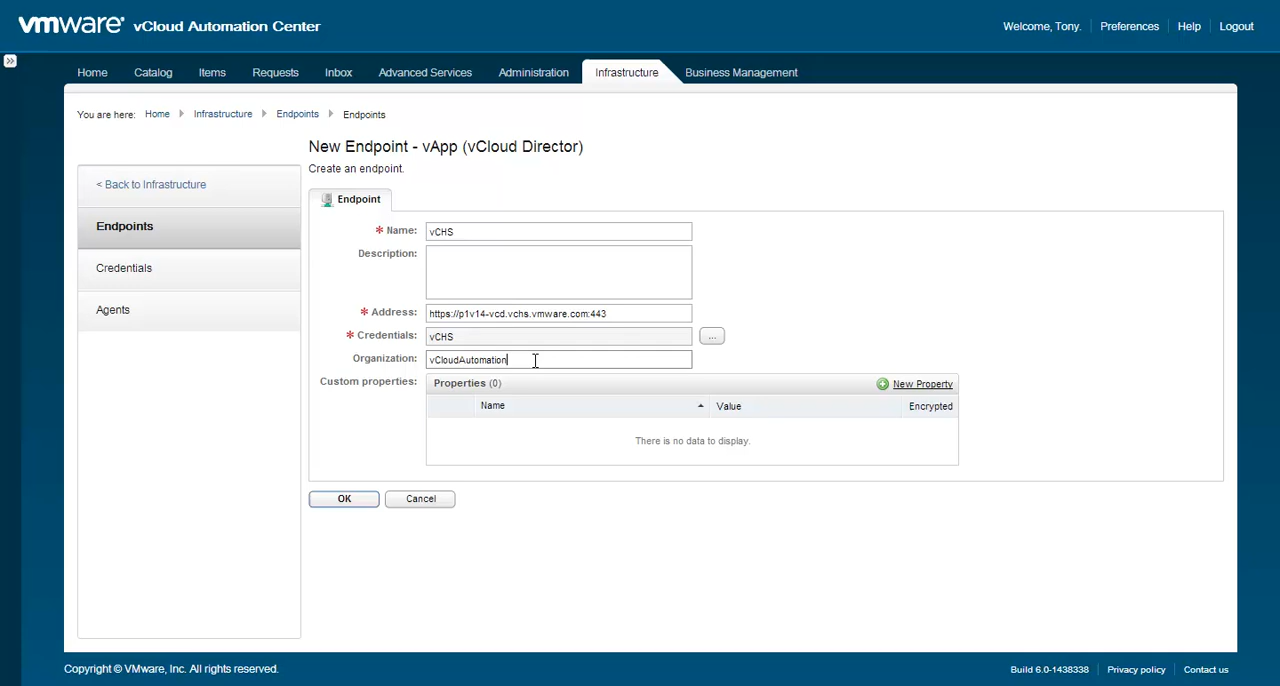 vmware® vCloud Automation Center
Welcome, Tony. Preferences Help Logout
Home Catalog Items Requests Inbox Advanced Services Administration Infrastructure Business Management
You are here: Home Infrastructure Endpoints Endpoints
New Endpoint - vApp (vCloud Director)
Create an endpoint.
< Back to Infrastructure
Endpoints
Credentials
Agents
Endpoint
* Name: vCHS
Description:
* Address: https://p1v14-vcd.vchs.vmware.com:443
* Credentials: vCHS ...
Organization: vCloudAutomation
Custom properties: Properties (0) New Property
Name Value Encrypted
There is no data to display.
OK Cancel
Copyright © VMware, Inc. All rights reserved.
Build 6.0-1438338 Privacy policy Contact us